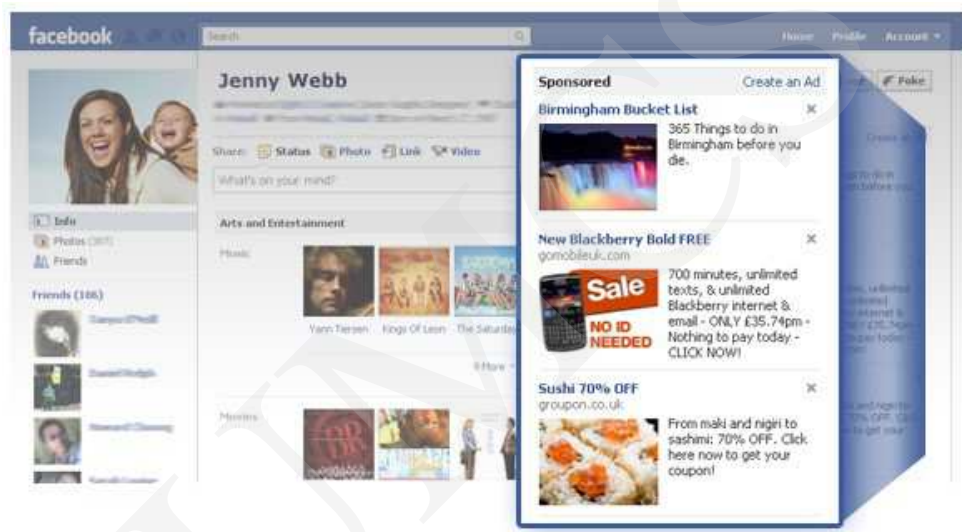 facebook
Search
Home Profile Account
Jenny Webb
Poke
Share: Status Photo Link Video
What's on your mind?
Info
Photos
Friends
Friends (186)
Arts and Entertainment
Music
Yann Tiersen Kings Of Leon The Saturday
Movies
Sponsored Create an Ad
Birmingham Bucket List
365 Things to do in
Birmingham before you
die.
New Blackberry Bold FREE
gomobileuk.com
Sale
NO ID
NEEDED
700 minutes, unlimited
texts, & unlimited
Blackberry internet &
email - ONLY £35.74pm -
Nothing to pay today -
CLICK NOW!
Sushi 70% OFF
groupon.co.uk
From maki and nigiri to
sashimi: 70% OFF. Click
here now to get your
coupon!